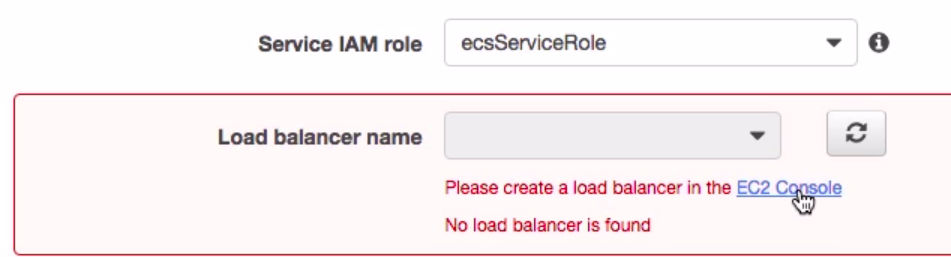 Service IAM role ecsServiceRole
Load balancer name
Please create a load balancer in the EC2 Console
No load balancer is found